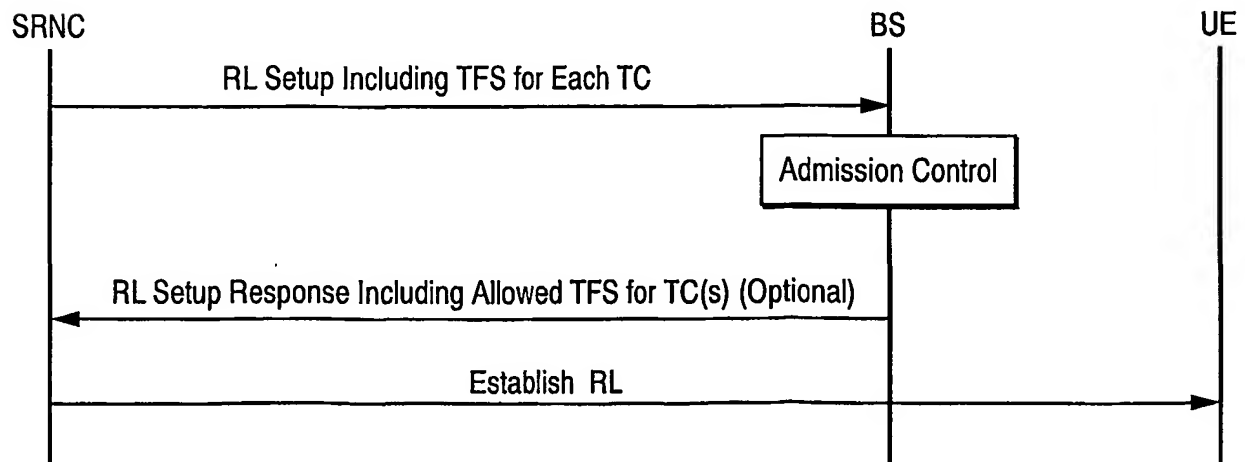 SRNC
BS
UE
RL Setup Including TFS for Each TC
Admission Control
RL Setup Response Including Allowed TFS for TC(s) (Optional)
Establish RL